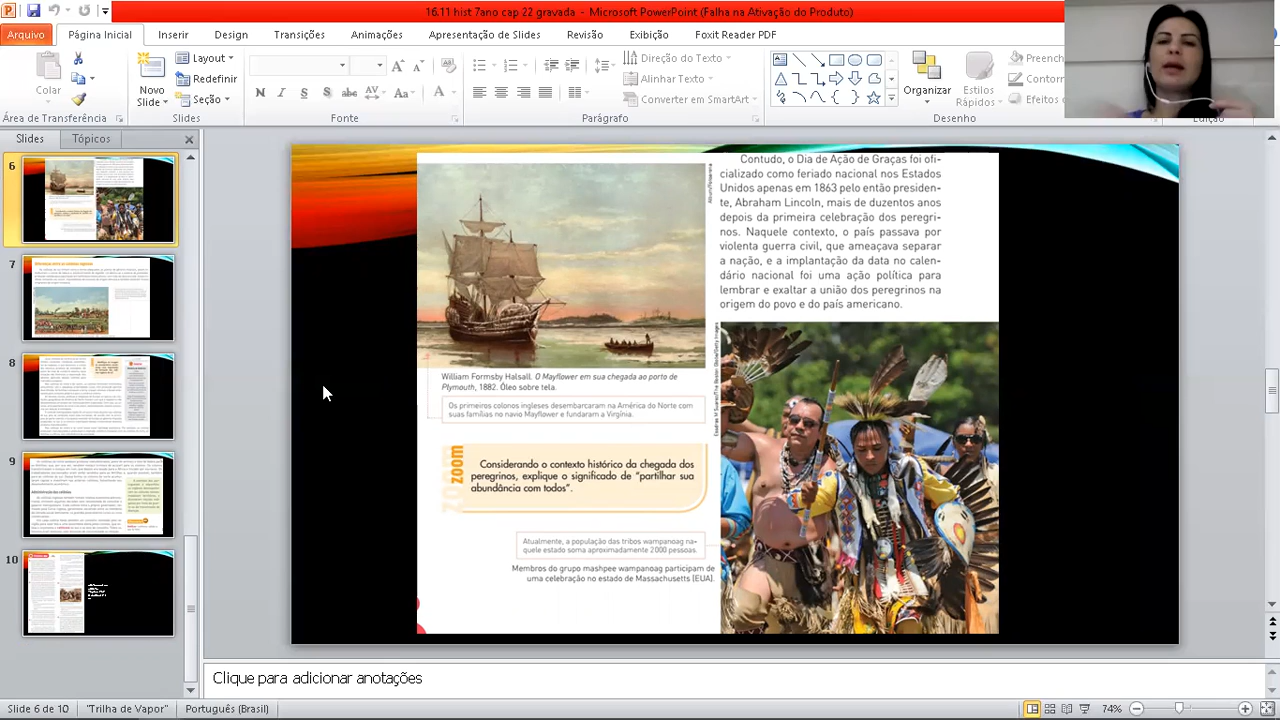 16.11 hist 7ano cap 22 gravada - Microsoft PowerPoint (Falha na Ativação do Produto)
Arquivo Página Inicial Inserir Design Transições Animações Apresentação de Slides Revisão Exibição Foxit Reader PDF
Colar
Novo Slide
Layout
Redefinir
Seção
Direção do Texto
Alinhar Texto
Converter em SmartArt
Organizar
Estilos Rápidos
Preench
Contorn
Efeitos
Área de Transferê...
Slides
Fonte
Parágrafo
Desenho
Edição
Slides Tópicos
6
7
8
9
10
Contudo, o Dia de Ação de Graças foi ofi-
cializado como feriado nacional nos Estados
Unidos apenas em 1863 pelo então presiden-
te, Abraham Lincoln, mais de duzentos anos
depois da primeira celebração dos peregri-
nos. Naquele contexto, o país passava por
violenta guerra civil, que ameaçava separar
a nação, e a implantação da data no calen-
dário nacional foi uma ação política para
lembrar e exaltar a união dos peregrinos na
origem do povo e do país americano.
William Formsby Halsall. O Mayflower em sua chegada ao porto de
Plymouth, 1882. Óleo sobre tela.
Os primeiros colonos ingleses desembarcaram na América do Norte com
suas famílias no navio Mayflower e fundaram a Virgínia.
zoom
Considerando o contexto histórico da chegada dos
peregrinos, explique o significado de "partilhar sua
abundância com todos".
Atualmente, a população das tribos wampanoag na-
quele estado soma aproximadamente 2000 pessoas.
Membros do grupo mashpee wampanoag participam de
uma celebração no estado de Massachusetts (EUA).
Clique para adicionar anotações
Slide 6 de 10 "Trilha de Vapor" Português (Brasil) 74%